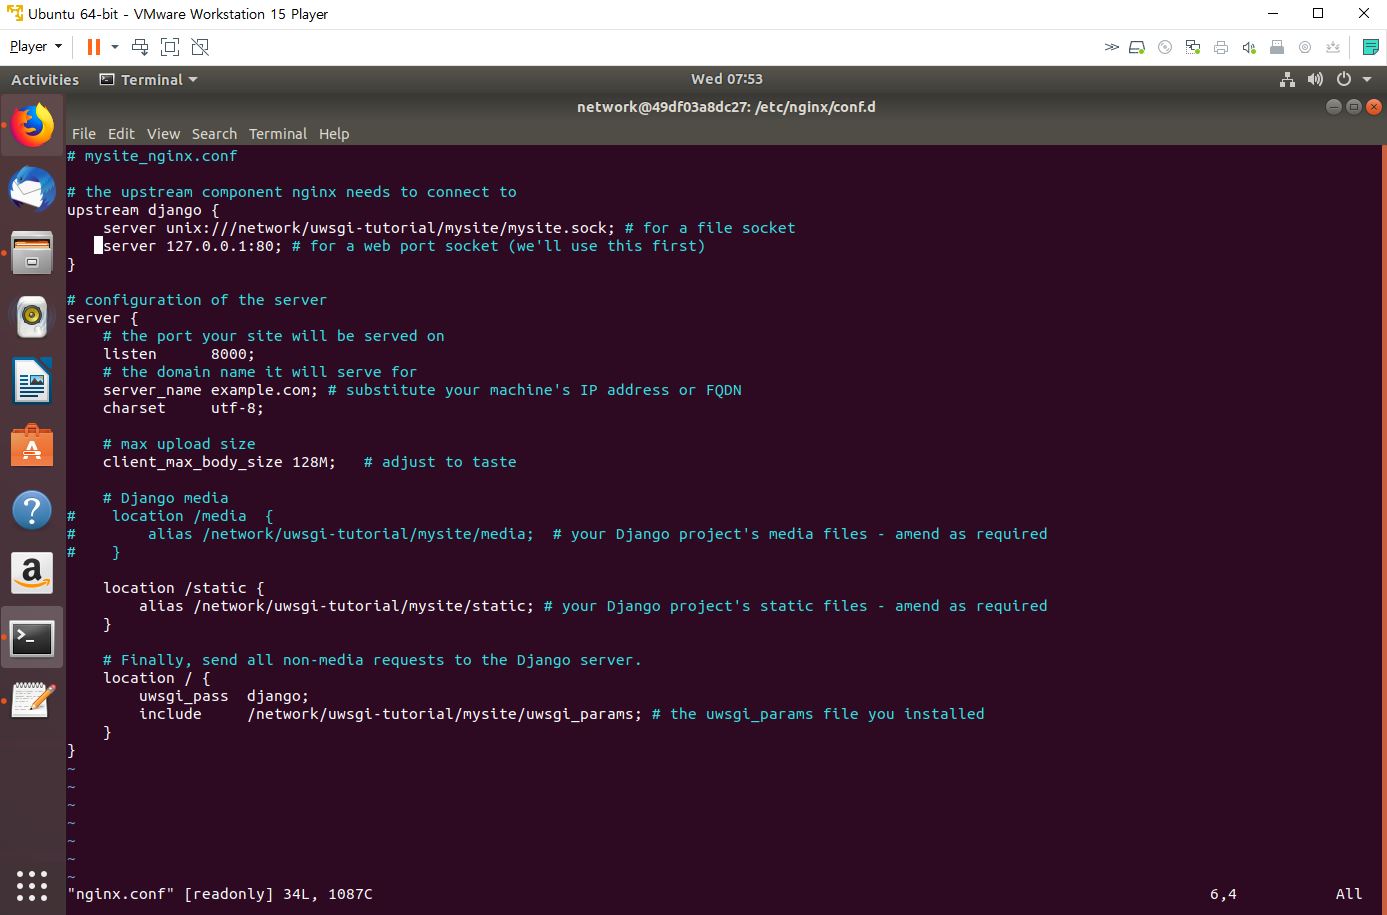 Ubuntu 64-bit - VMware Workstation 15 Player
Player
Activities
Terminal
Wed 07:53
network@49df03a8dc27: /etc/nginx/conf.d
File Edit View Search Terminal Help
# mysite_nginx.conf
# the upstream component nginx needs to connect to
upstream django {
    server unix:///network/uwsgi-tutorial/mysite/mysite.sock; # for a file socket
    server 127.0.0.1:80; # for a web port socket (we'll use this first)
}
# configuration of the server
server {
    # the port your site will be served on
    listen      8000;
    # the domain name it will serve for
    server_name example.com; # substitute your machine's IP address or FQDN
    charset     utf-8;
    # max upload size
    client_max_body_size 128M;   # adjust to taste
    # Django media
#    location /media  {
#        alias /network/uwsgi-tutorial/mysite/media;  # your Django project's media files - amend as required
#    }
    location /static {
        alias /network/uwsgi-tutorial/mysite/static; # your Django project's static files - amend as required
    }
    # Finally, send all non-media requests to the Django server.
    location / {
        uwsgi_pass  django;
        include     /network/uwsgi-tutorial/mysite/uwsgi_params; # the uwsgi_params file you installed
    }
}
~
~
~
~
~
~
~
"nginx.conf" [readonly] 34L, 1087C
6,4
All